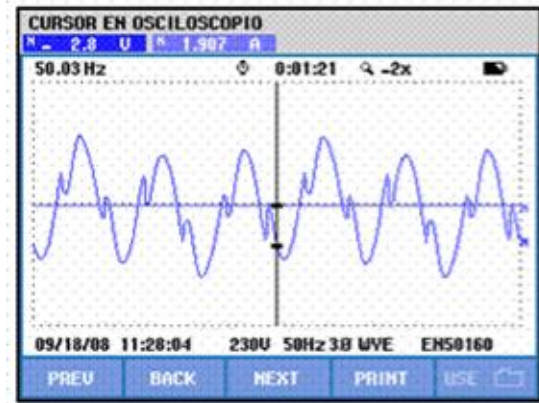 CURSOR EN OSCILOSCOPIO
N - 2.8 V N 1.907 A
50.03 Hz 0:01:21 -2x
09/18/08 11:28:04 230V 50Hz 3Ø WYE EN50160
PREV BACK NEXT PRINT USE